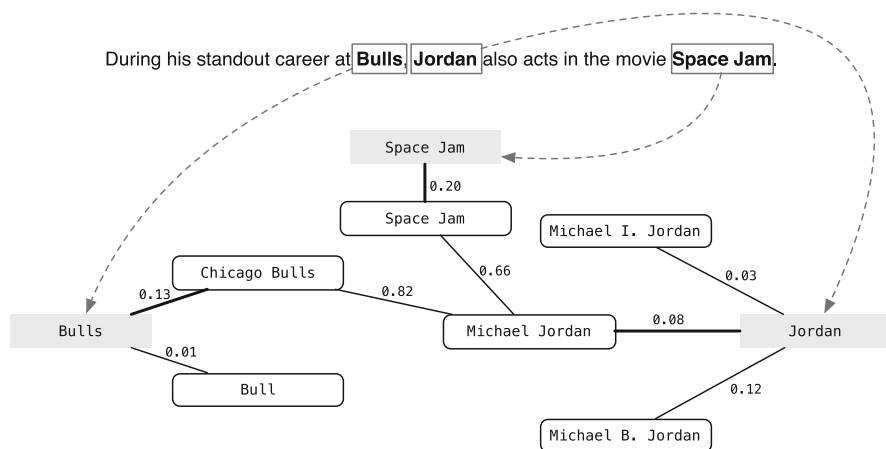 During his standout career at Bulls, Jordan also acts in the movie Space Jam.
Space Jam
0.20
Space Jam
Michael I. Jordan
Chicago Bulls
0.66
0.03
0.13
0.82
Bulls
Michael Jordan
0.08
Jordan
0.01
Bull
0.12
Michael B. Jordan